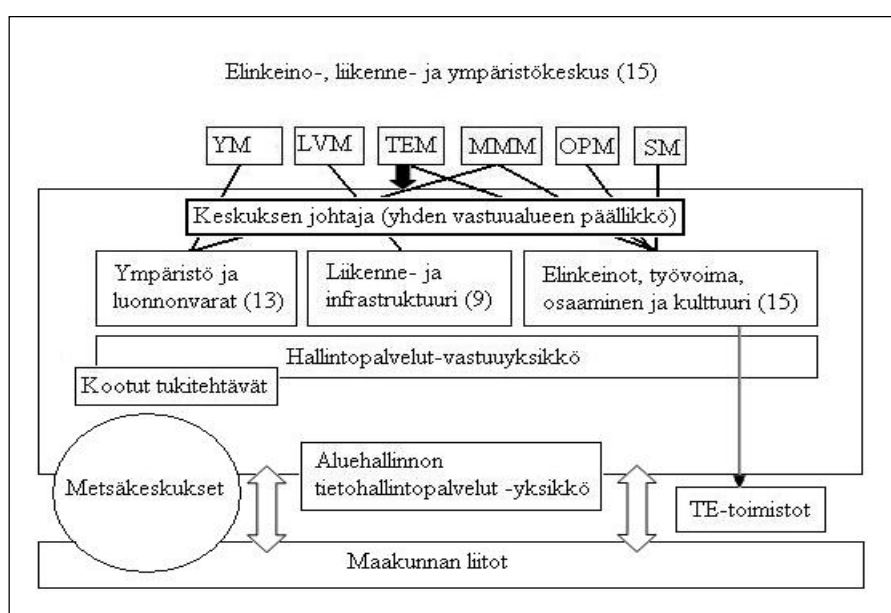 Elinkeino-, liikenne- ja ympäristökeskus (15)
YM
LVM
TEM
MMM
OPM
SM
Keskuksen johtaja (yhden vastuualueen päällikkö)
Ympäristö ja
luonnonvarat (13)
Liikenne- ja
infrastruktuuri (9)
Elinkeinot, työvoima,
osaaminen ja kulttuuri (15)
Hallintopalvelut-vastuuyksikkö
Kootut tukitehtävät
Metsäkeskukset
Aluehallinnon
tietohallintopalvelut -yksikkö
TE-toimistot
Maakunnan liitot